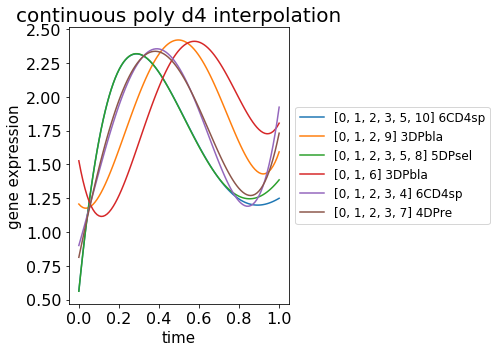 continuous poly d4 interpolation
gene expression
2.50
2.25
2.00
1.75
1.50
1.25
1.00
0.75
0.50
0.0 0.2 0.4 0.6 0.8 1.0
time
[0, 1, 2, 3, 5, 10] 6CD4sp
[0, 1, 2, 9] 3DPbla
[0, 1, 2, 3, 5, 8] 5DPsel
[0, 1, 6] 3DPbla
[0, 1, 2, 3, 4] 6CD4sp
[0, 1, 2, 3, 7] 4DPre